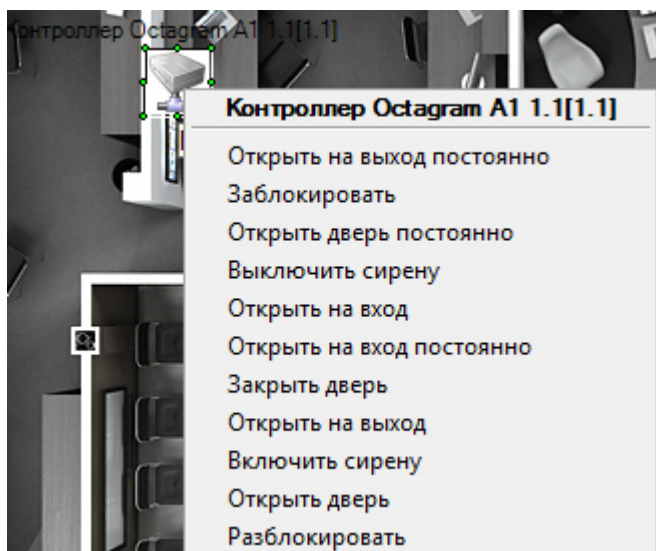 Контроллер Octagram A1 1.1[1.1]
Контроллер Octagram A1 1.1[1.1]
Открыть на выход постоянно
Заблокировать
Открыть дверь постоянно
Выключить сирену
Открыть на вход
Открыть на вход постоянно
Закрыть дверь
Открыть на выход
Включить сирену
Открыть дверь
Разблокировать